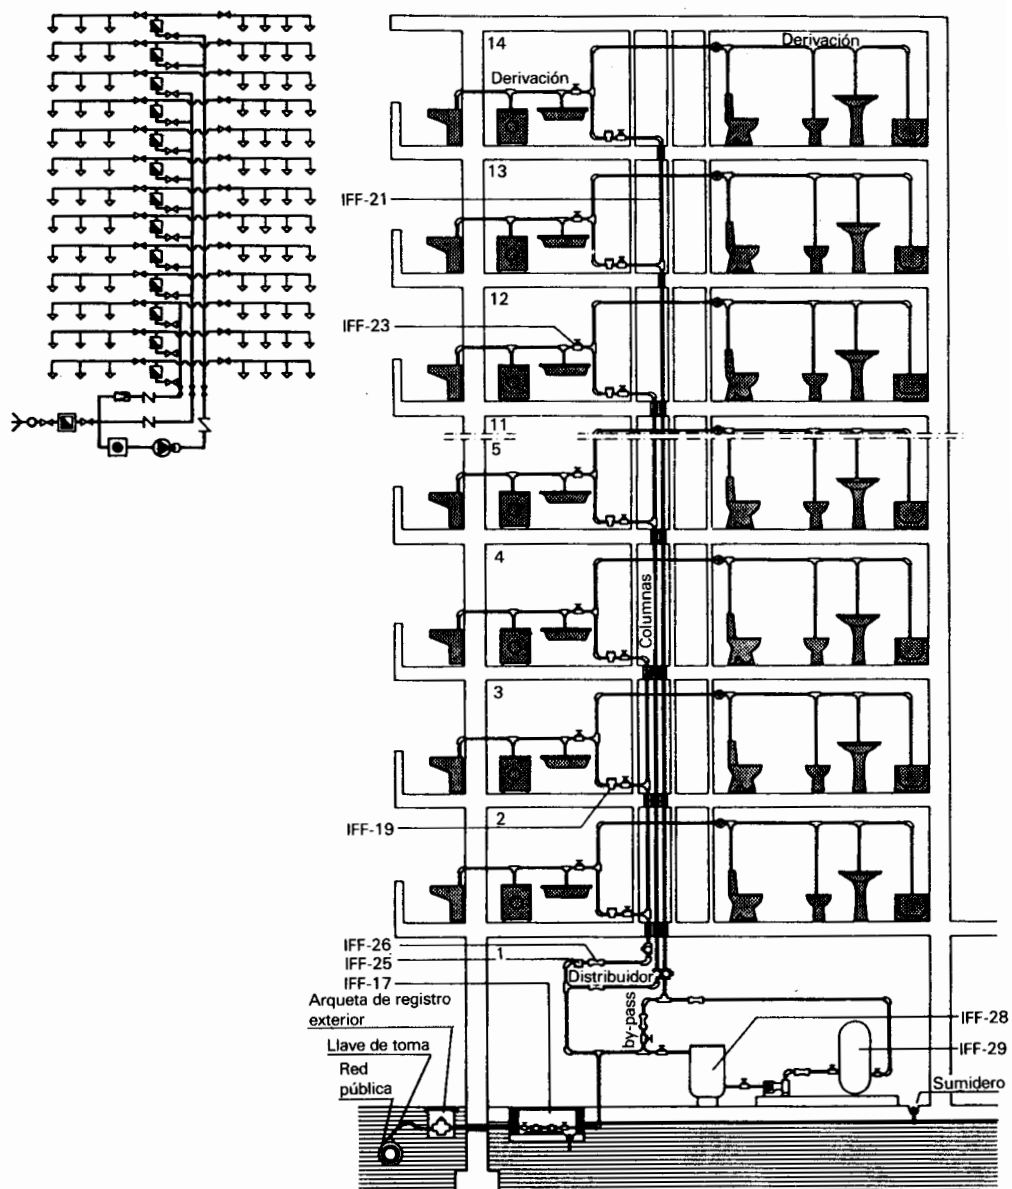 14
Derivación
Derivación
13
IFF-21
12
IFF-23
11
5
4
Columnas
3
IFF-19
2
IFF-26
1
IFF-25
IFF-17
Distribuidor
Arqueta de registro
exterior
by-pass
IFF-28
Llave de toma
IFF-29
Red
pública
Sumidero